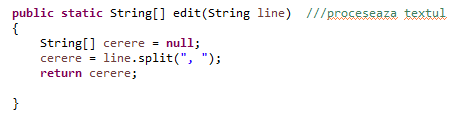 public static String[] edit(String line)  ///proceseaza textul
{
    String[] cerere = null;
    cerere = line.split(", ");
    return cerere;
}